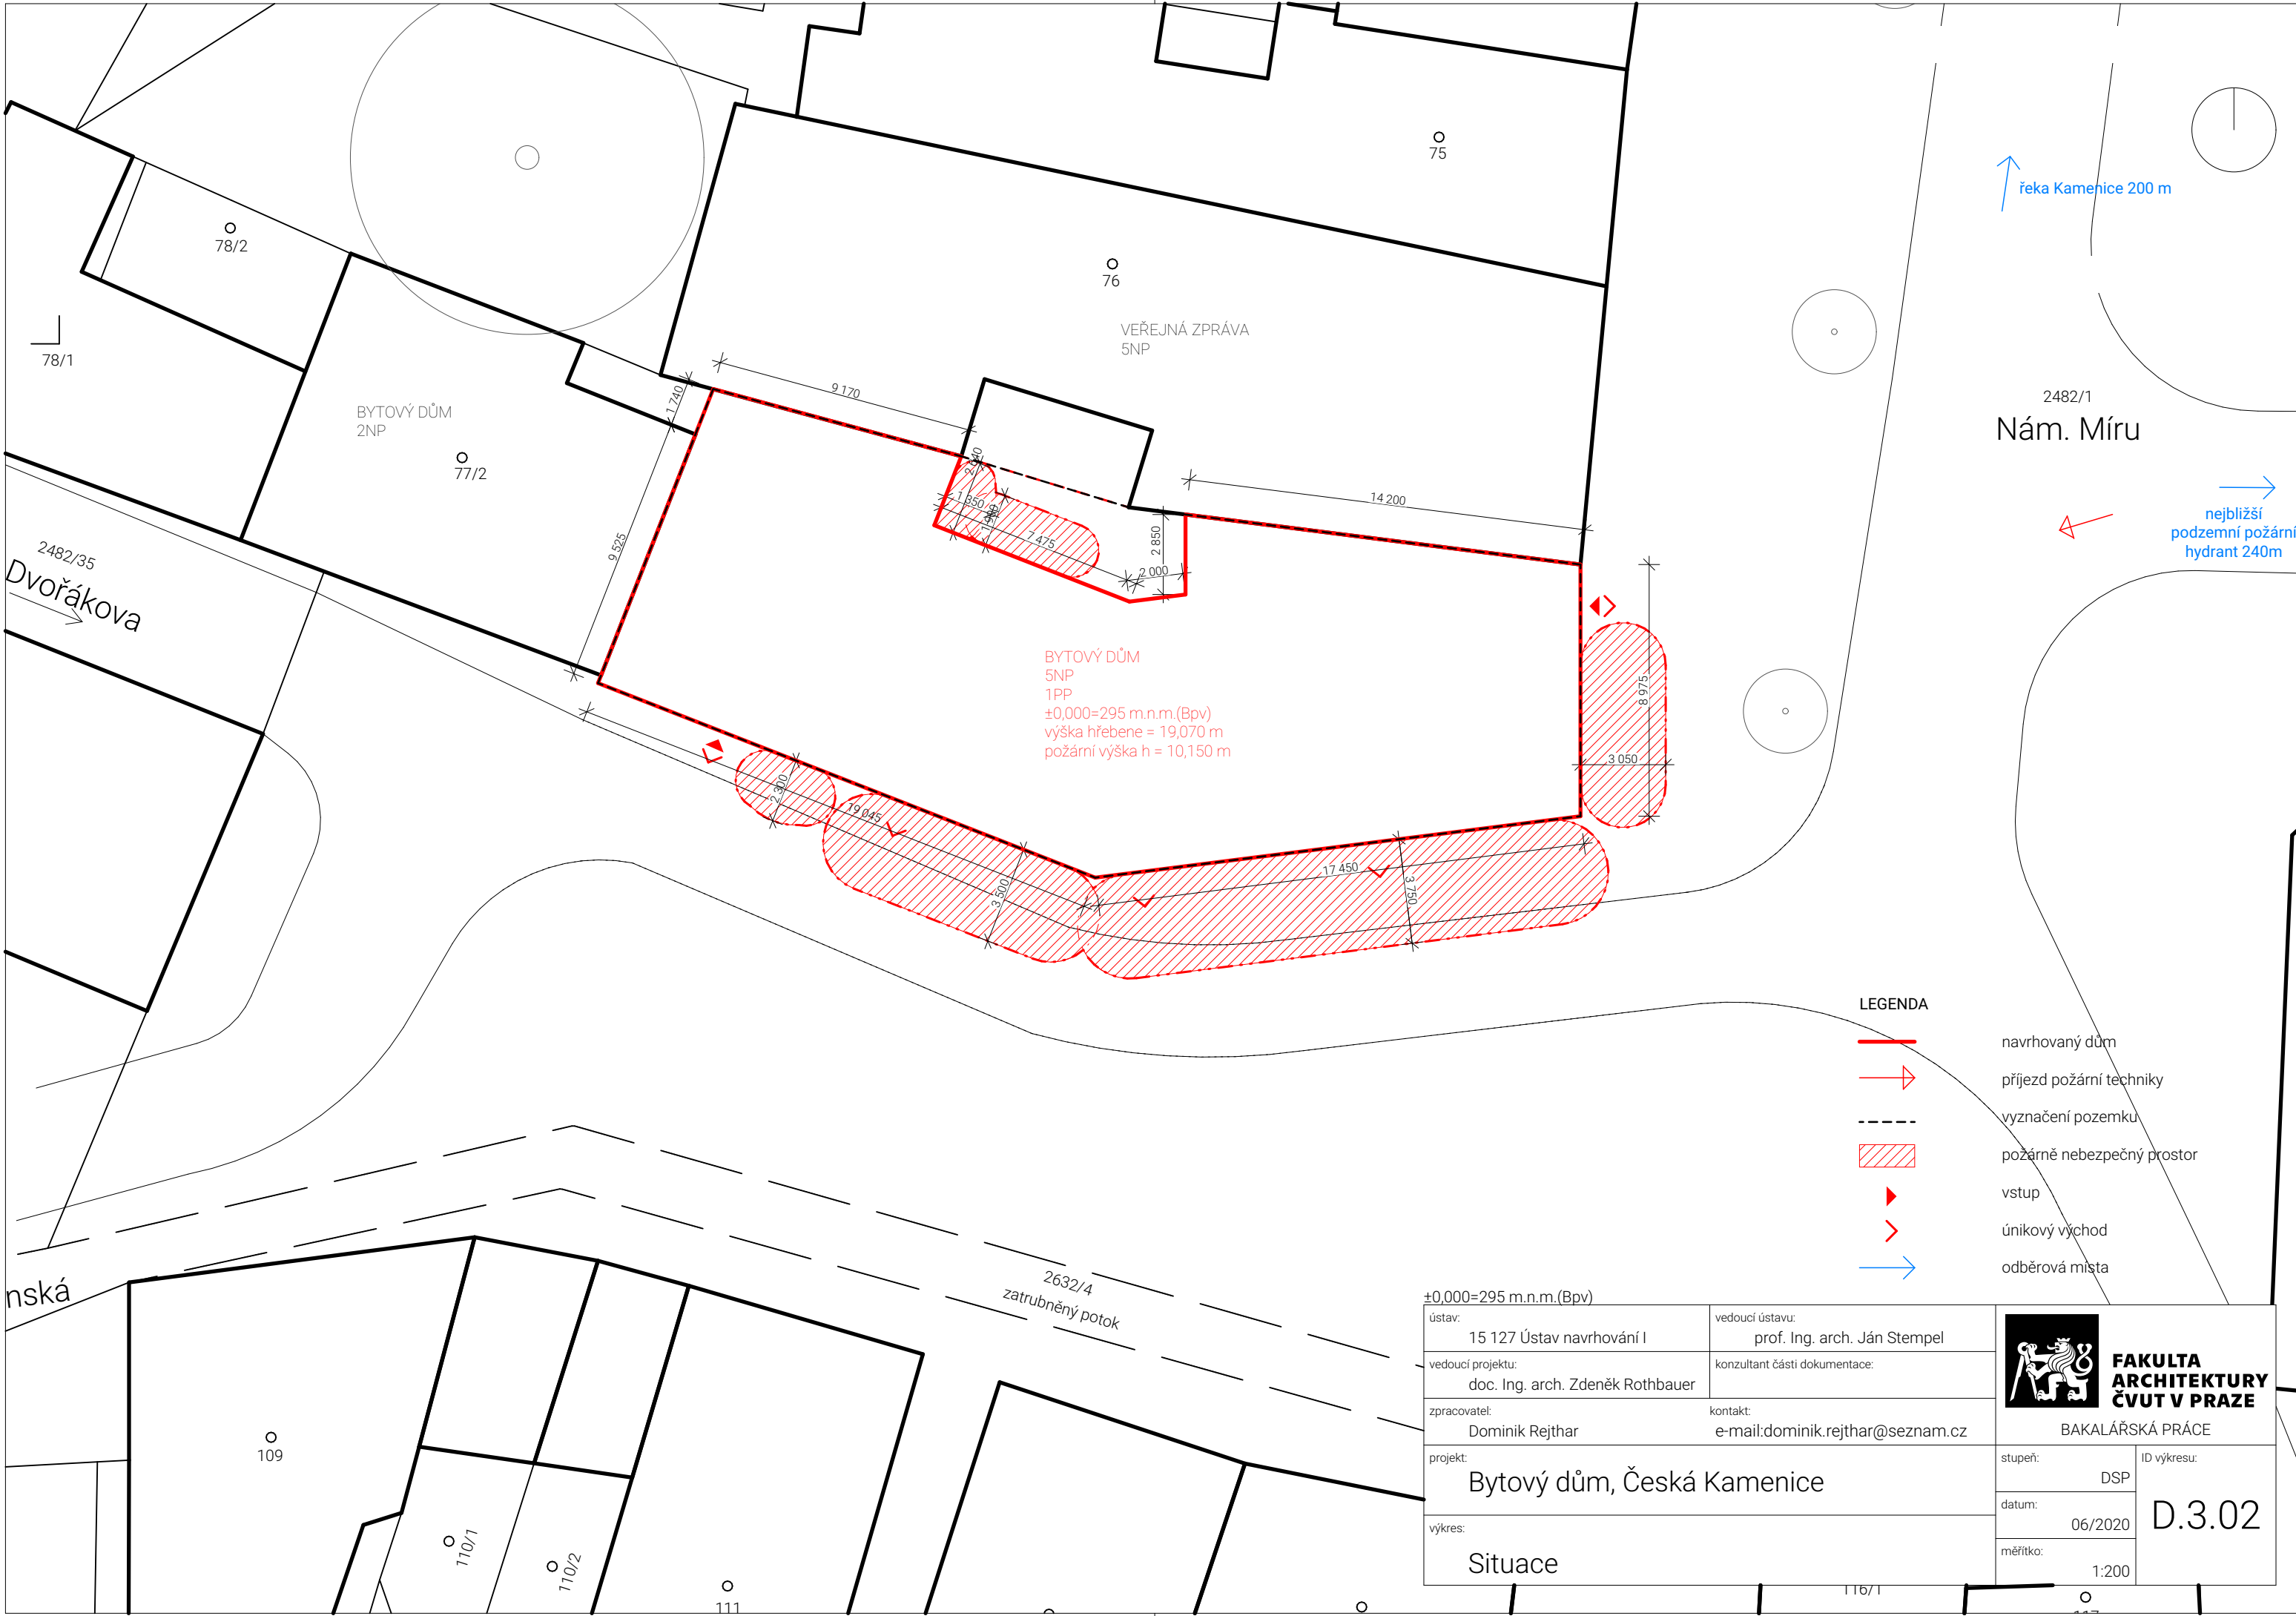 75
řeka Kamenice 200 m
78/2
76
VEŘEJNÁ ZPRÁVA
5NP
78/1
9 170
1 740
2482/1
Nám. Míru
BYTOVÝ DŮM
2NP
77/2
14 200
nejbližší
podzemní požární
hydrant 240m
1 350
7 475
2 850
2 000
9 525
2482/35
Dvořákova
BYTOVÝ DŮM
5NP
1PP
±0,000=295 m.n.m.(Bpv)
výška hřebene = 19,070 m
požární výška h = 10,150 m
8 975
3 050
2 300
19 045
17 450
3 750
3 500
LEGENDA
navrhovaný dům
příjezd požární techniky
vyznačení pozemku
požárně nebezpečný prostor
vstup
únikový východ
odběrová místa
nská
2632/4
zatrubněný potok
109
110/1
110/2
111
±0,000=295 m.n.m.(Bpv)
ústav:
15 127 Ústav navrhování I
vedoucí ústavu:
prof. Ing. arch. Ján Stempel
vedoucí projektu:
doc. Ing. arch. Zdeněk Rothbauer
konzultant části dokumentace:
zpracovatel:
Dominik Rejthar
kontakt:
e-mail:dominik.rejthar@seznam.cz
FAKULTA
ARCHITEKTURY
ČVUT V PRAZE
BAKALÁŘSKÁ PRÁCE
projekt:
Bytový dům, Česká Kamenice
stupeň:
DSP
ID výkresu:
D.3.02
datum:
06/2020
výkres:
Situace
měřítko:
1:200
116/1